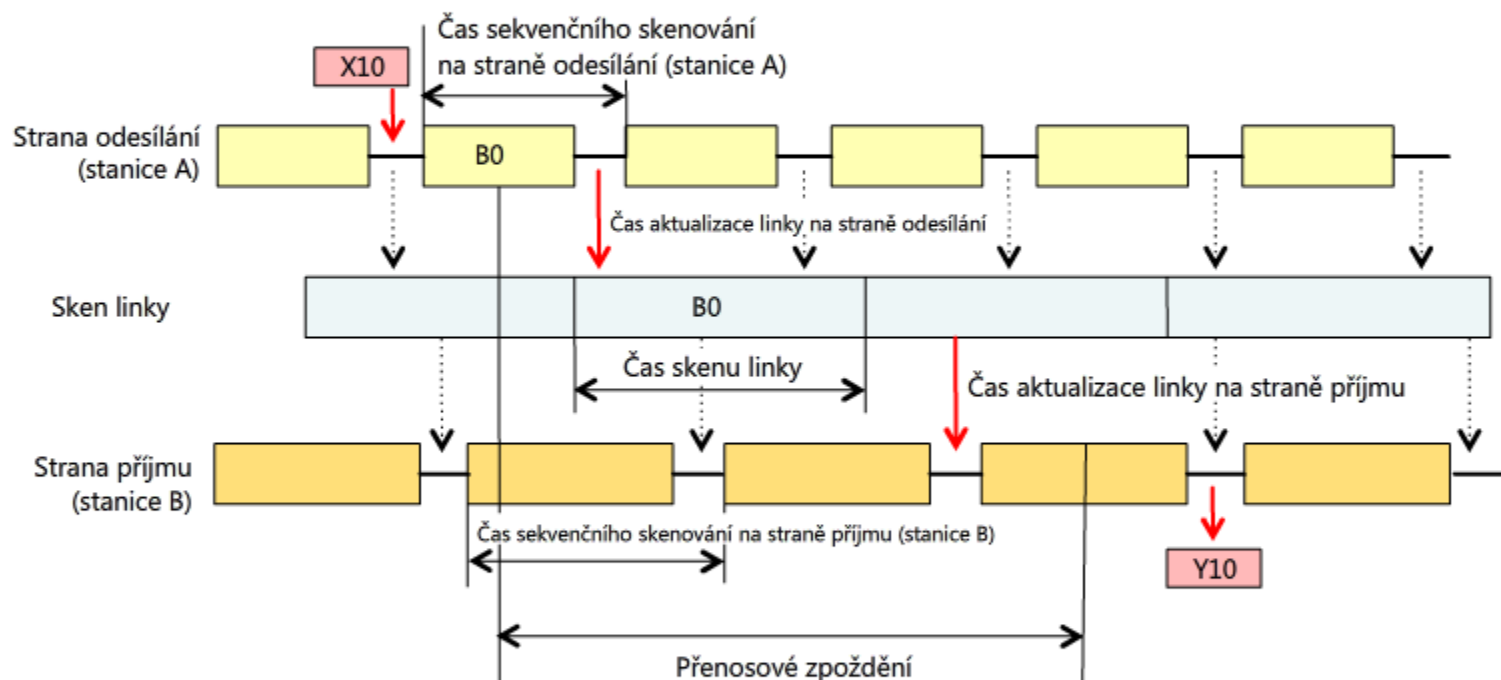 Čas sekvenčního skenování
na straně odesílání (stanice A)
X10
Strana odesílání
(stanice A)
B0
Čas aktualizace linky na straně odesílání
Sken linky
B0
Čas skenu linky
Čas aktualizace linky na straně příjmu
Strana příjmu
(stanice B)
Čas sekvenčního skenování na straně příjmu (stanice B)
Y10
Přenosové zpoždění